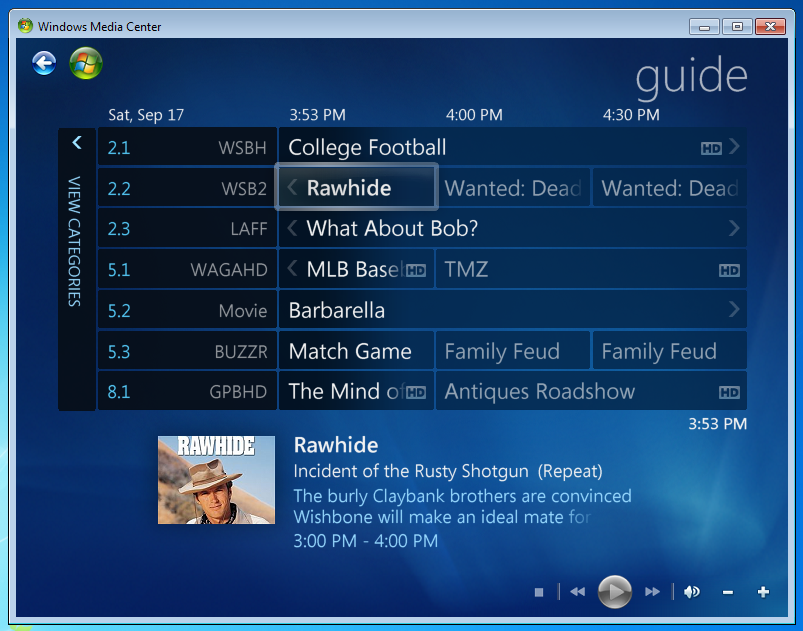 Windows Media Center
guide
Sat, Sep 17 3:53 PM 4:00 PM 4:30 PM
VIEW CATEGORIES
2.1 WSBH College Football HD
2.2 WSB2 Rawhide Wanted: Dead Wanted: Dead
2.3 LAFF What About Bob?
5.1 WAGAHD MLB Base HD TMZ HD
5.2 Movie Barbarella
5.3 BUZZR Match Game Family Feud Family Feud
8.1 GPBHD The Mind of HD Antiques Roadshow HD
3:53 PM
RAWHIDE
Rawhide
Incident of the Rusty Shotgun (Repeat)
The burly Claybank brothers are convinced
Wishbone will make an ideal mate for
3:00 PM - 4:00 PM